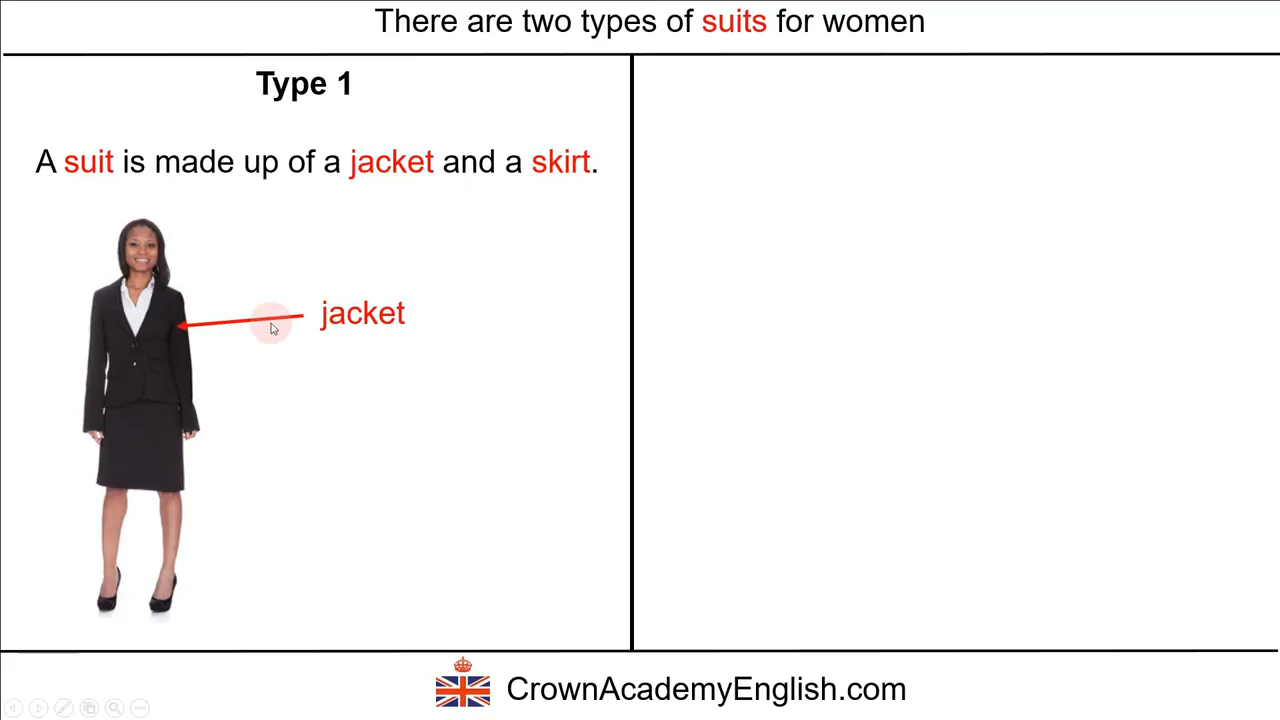 There are two types of suits for women
Type 1
A suit is made up of a jacket and a skirt.
jacket
CrownAcademyEnglish.com